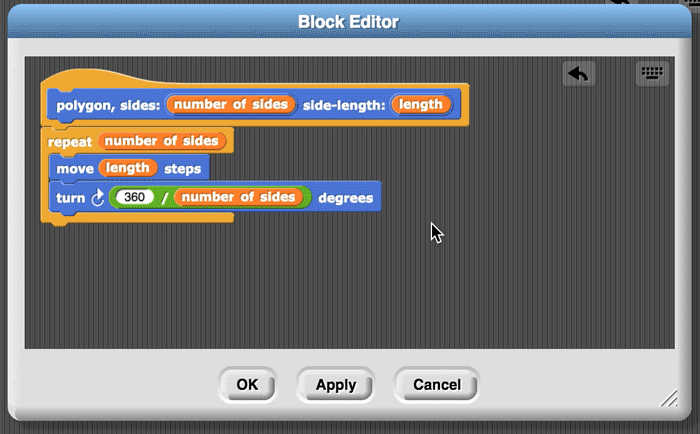 Block Editor
polygon, sides: number of sides side-length: length
repeat number of sides
move length steps
turn 360 / number of sides degrees
OK Apply Cancel